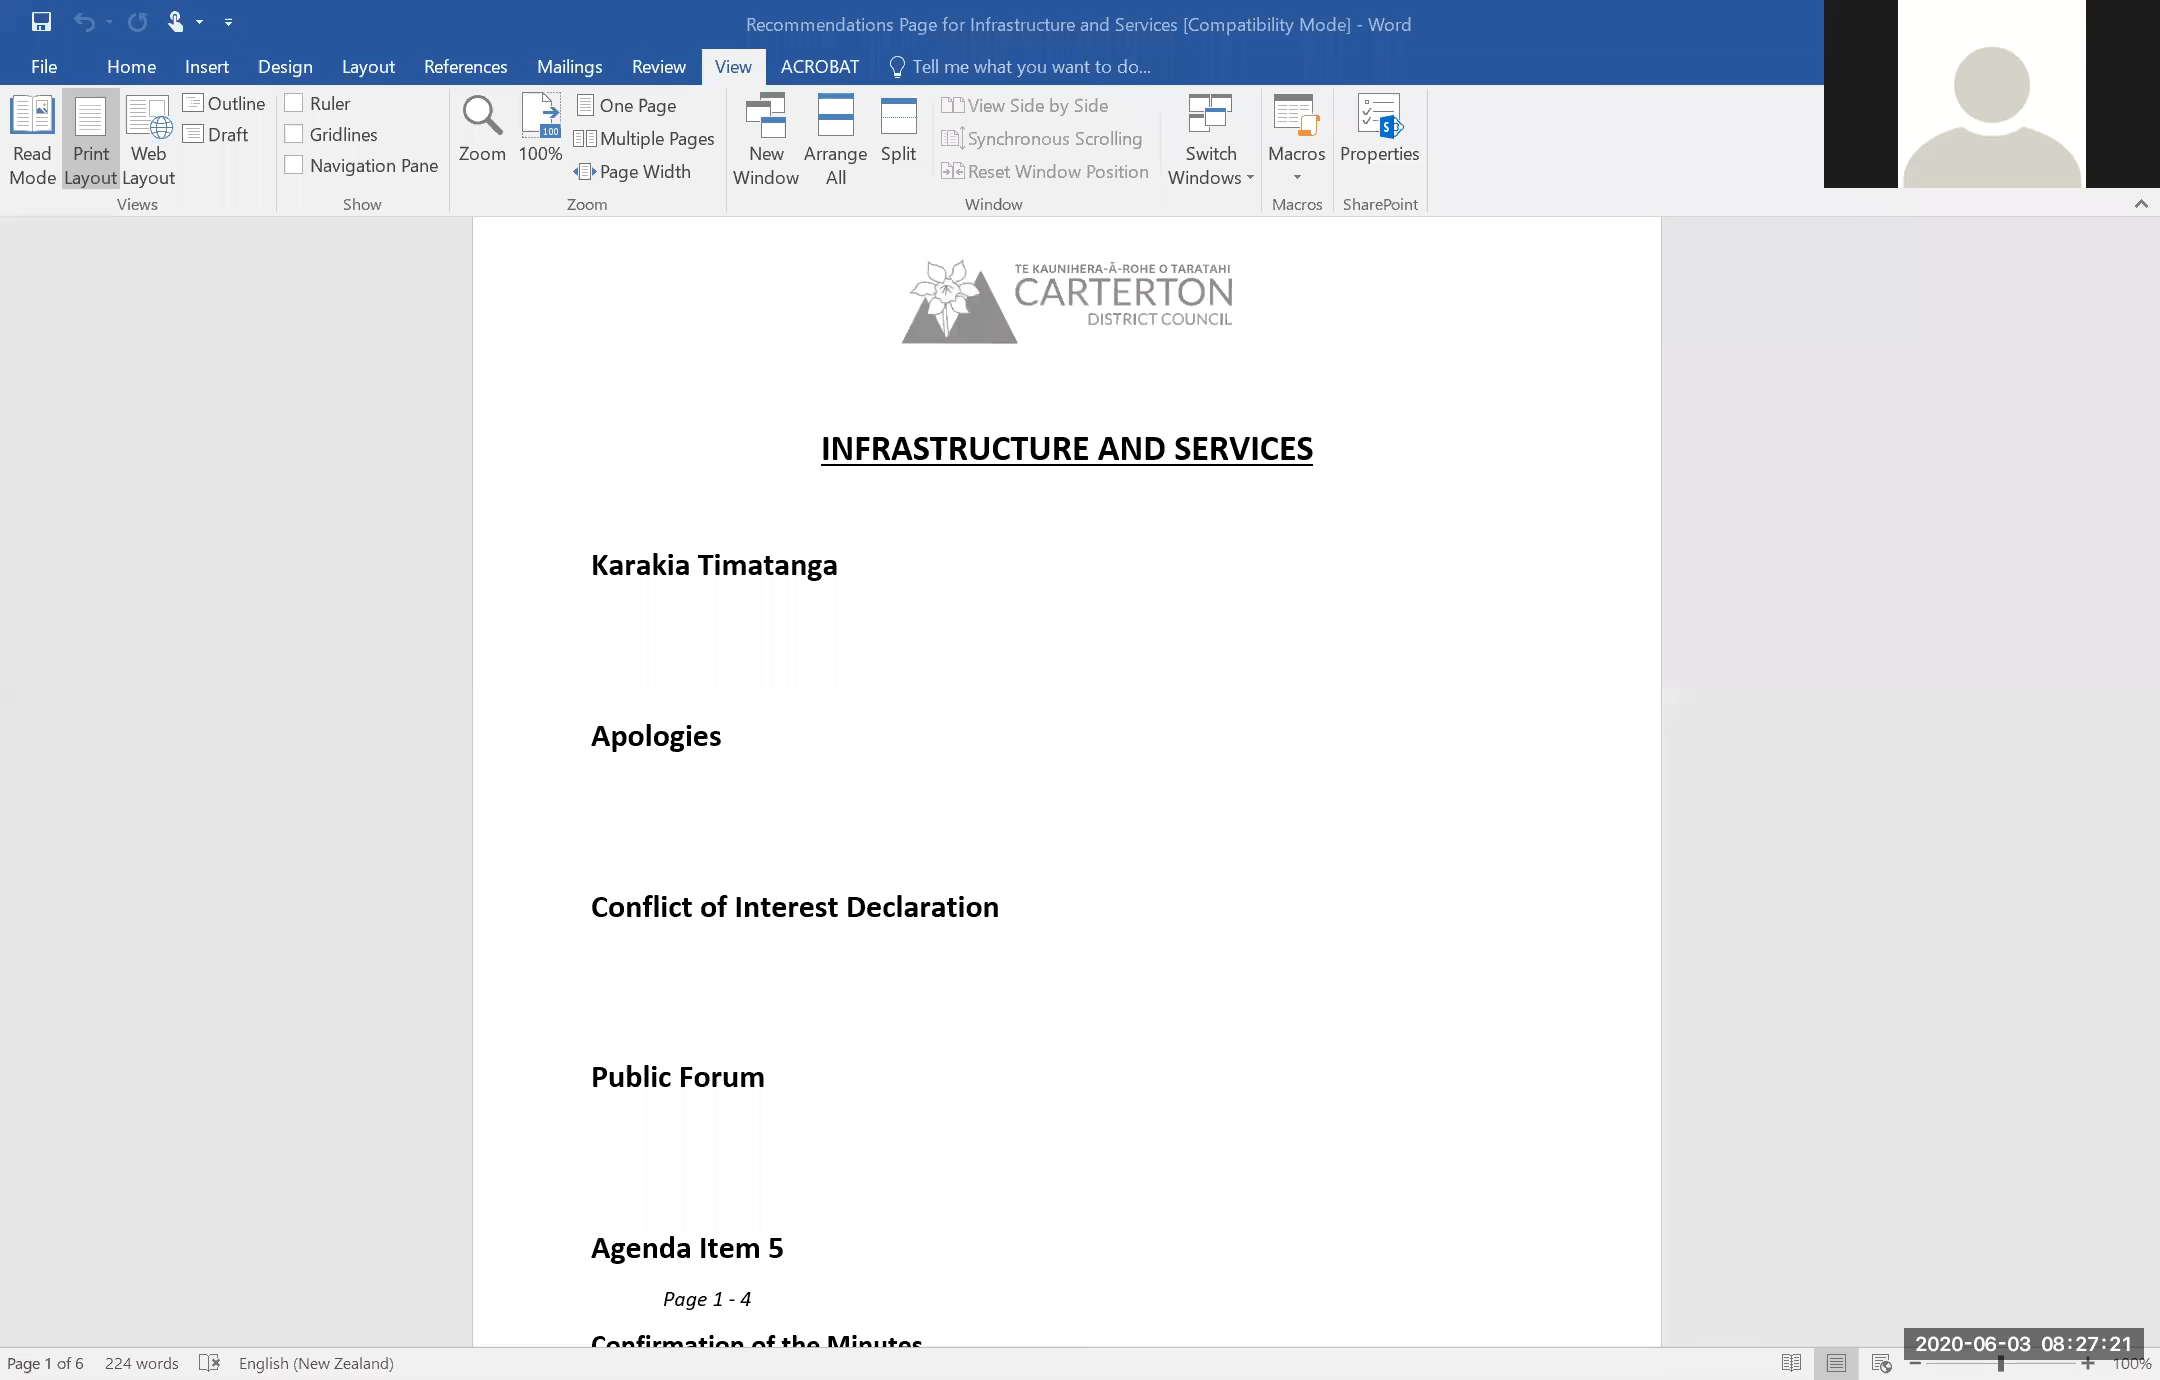 Recommendations Page for Infrastructure and Services [Compatibility Mode] - Word
File Home Insert Design Layout References Mailings Review View ACROBAT Tell me what you want to do...
Read Mode
Print Layout
Web Layout
Outline
Draft
Views
Ruler
Gridlines
Navigation Pane
Show
Zoom
100
100%
One Page
Multiple Pages
Page Width
Zoom
New Window
Arrange All
Split
View Side by Side
Synchronous Scrolling
Reset Window Position
Window
Switch Windows
Macros
Macros
S
Properties
SharePoint
TE KAUNIHERA-Ā-ROHE O TARATAHI
CARTERTON
DISTRICT COUNCIL
INFRASTRUCTURE AND SERVICES
Karakia Timatanga
Apologies
Conflict of Interest Declaration
Public Forum
Agenda Item 5
Page 1 - 4
Confirmation of the Minutes
Page 1 of 6 224 words English (New Zealand)
2020-06-03 08:27:21
100%